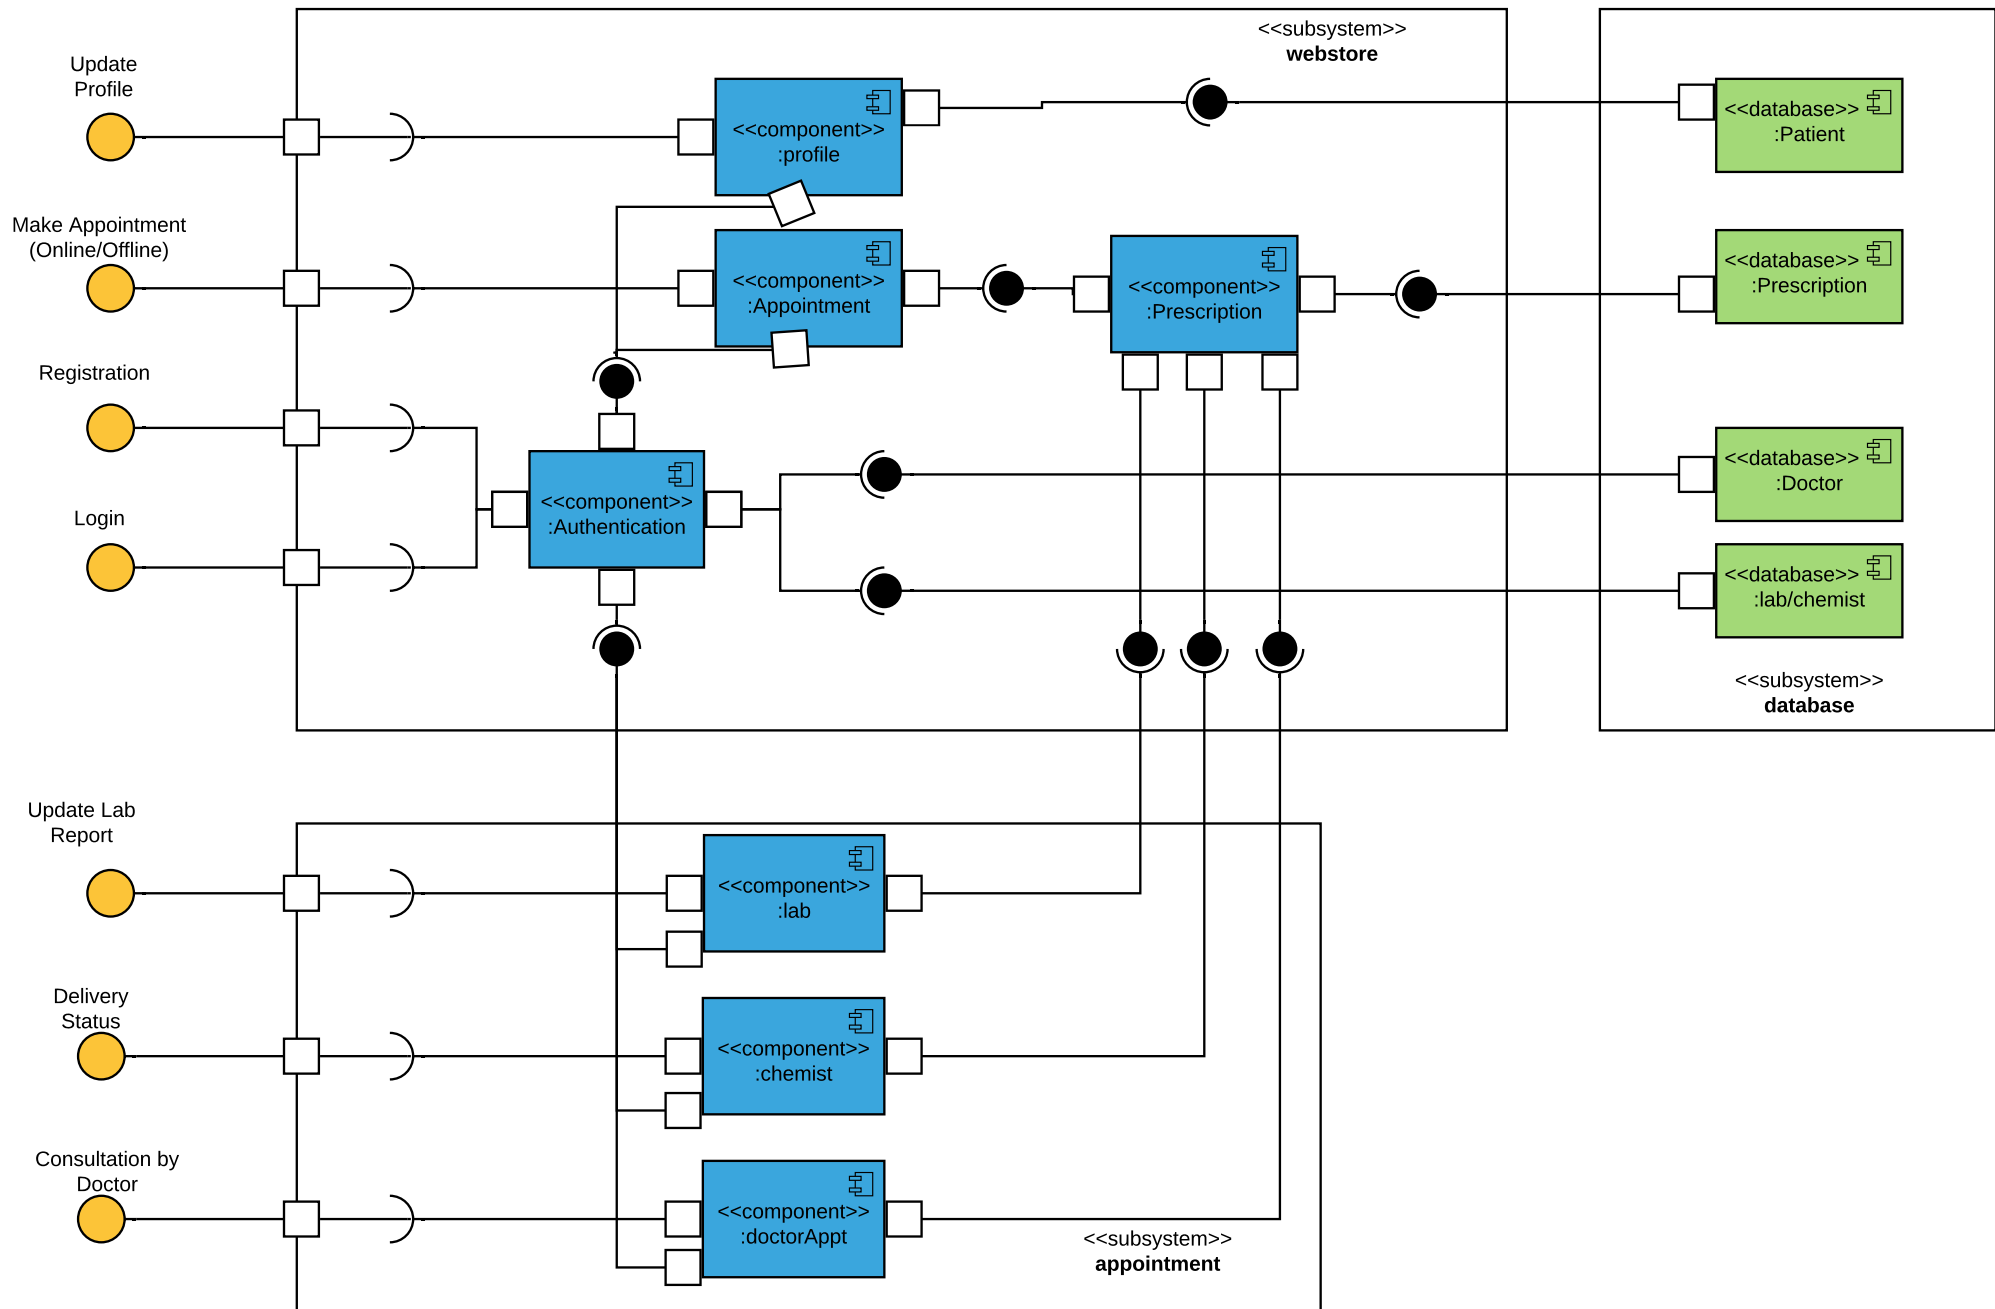 <<subsystem>>
webstore
Update
Profile
<<component>>
:profile
<<database>>
:Patient
Make Appointment
(Online/Offline)
<<component>>
:Appointment
<<component>>
:Prescription
<<database>>
:Prescription
Registration
<<database>>
:Doctor
Login
<<component>>
:Authentication
<<database>>
:lab/chemist
<<subsystem>>
database
Update Lab
Report
<<component>>
:lab
Delivery
Status
<<component>>
:chemist
Consultation by
Doctor
<<component>>
:doctorAppt
<<subsystem>>
appointment